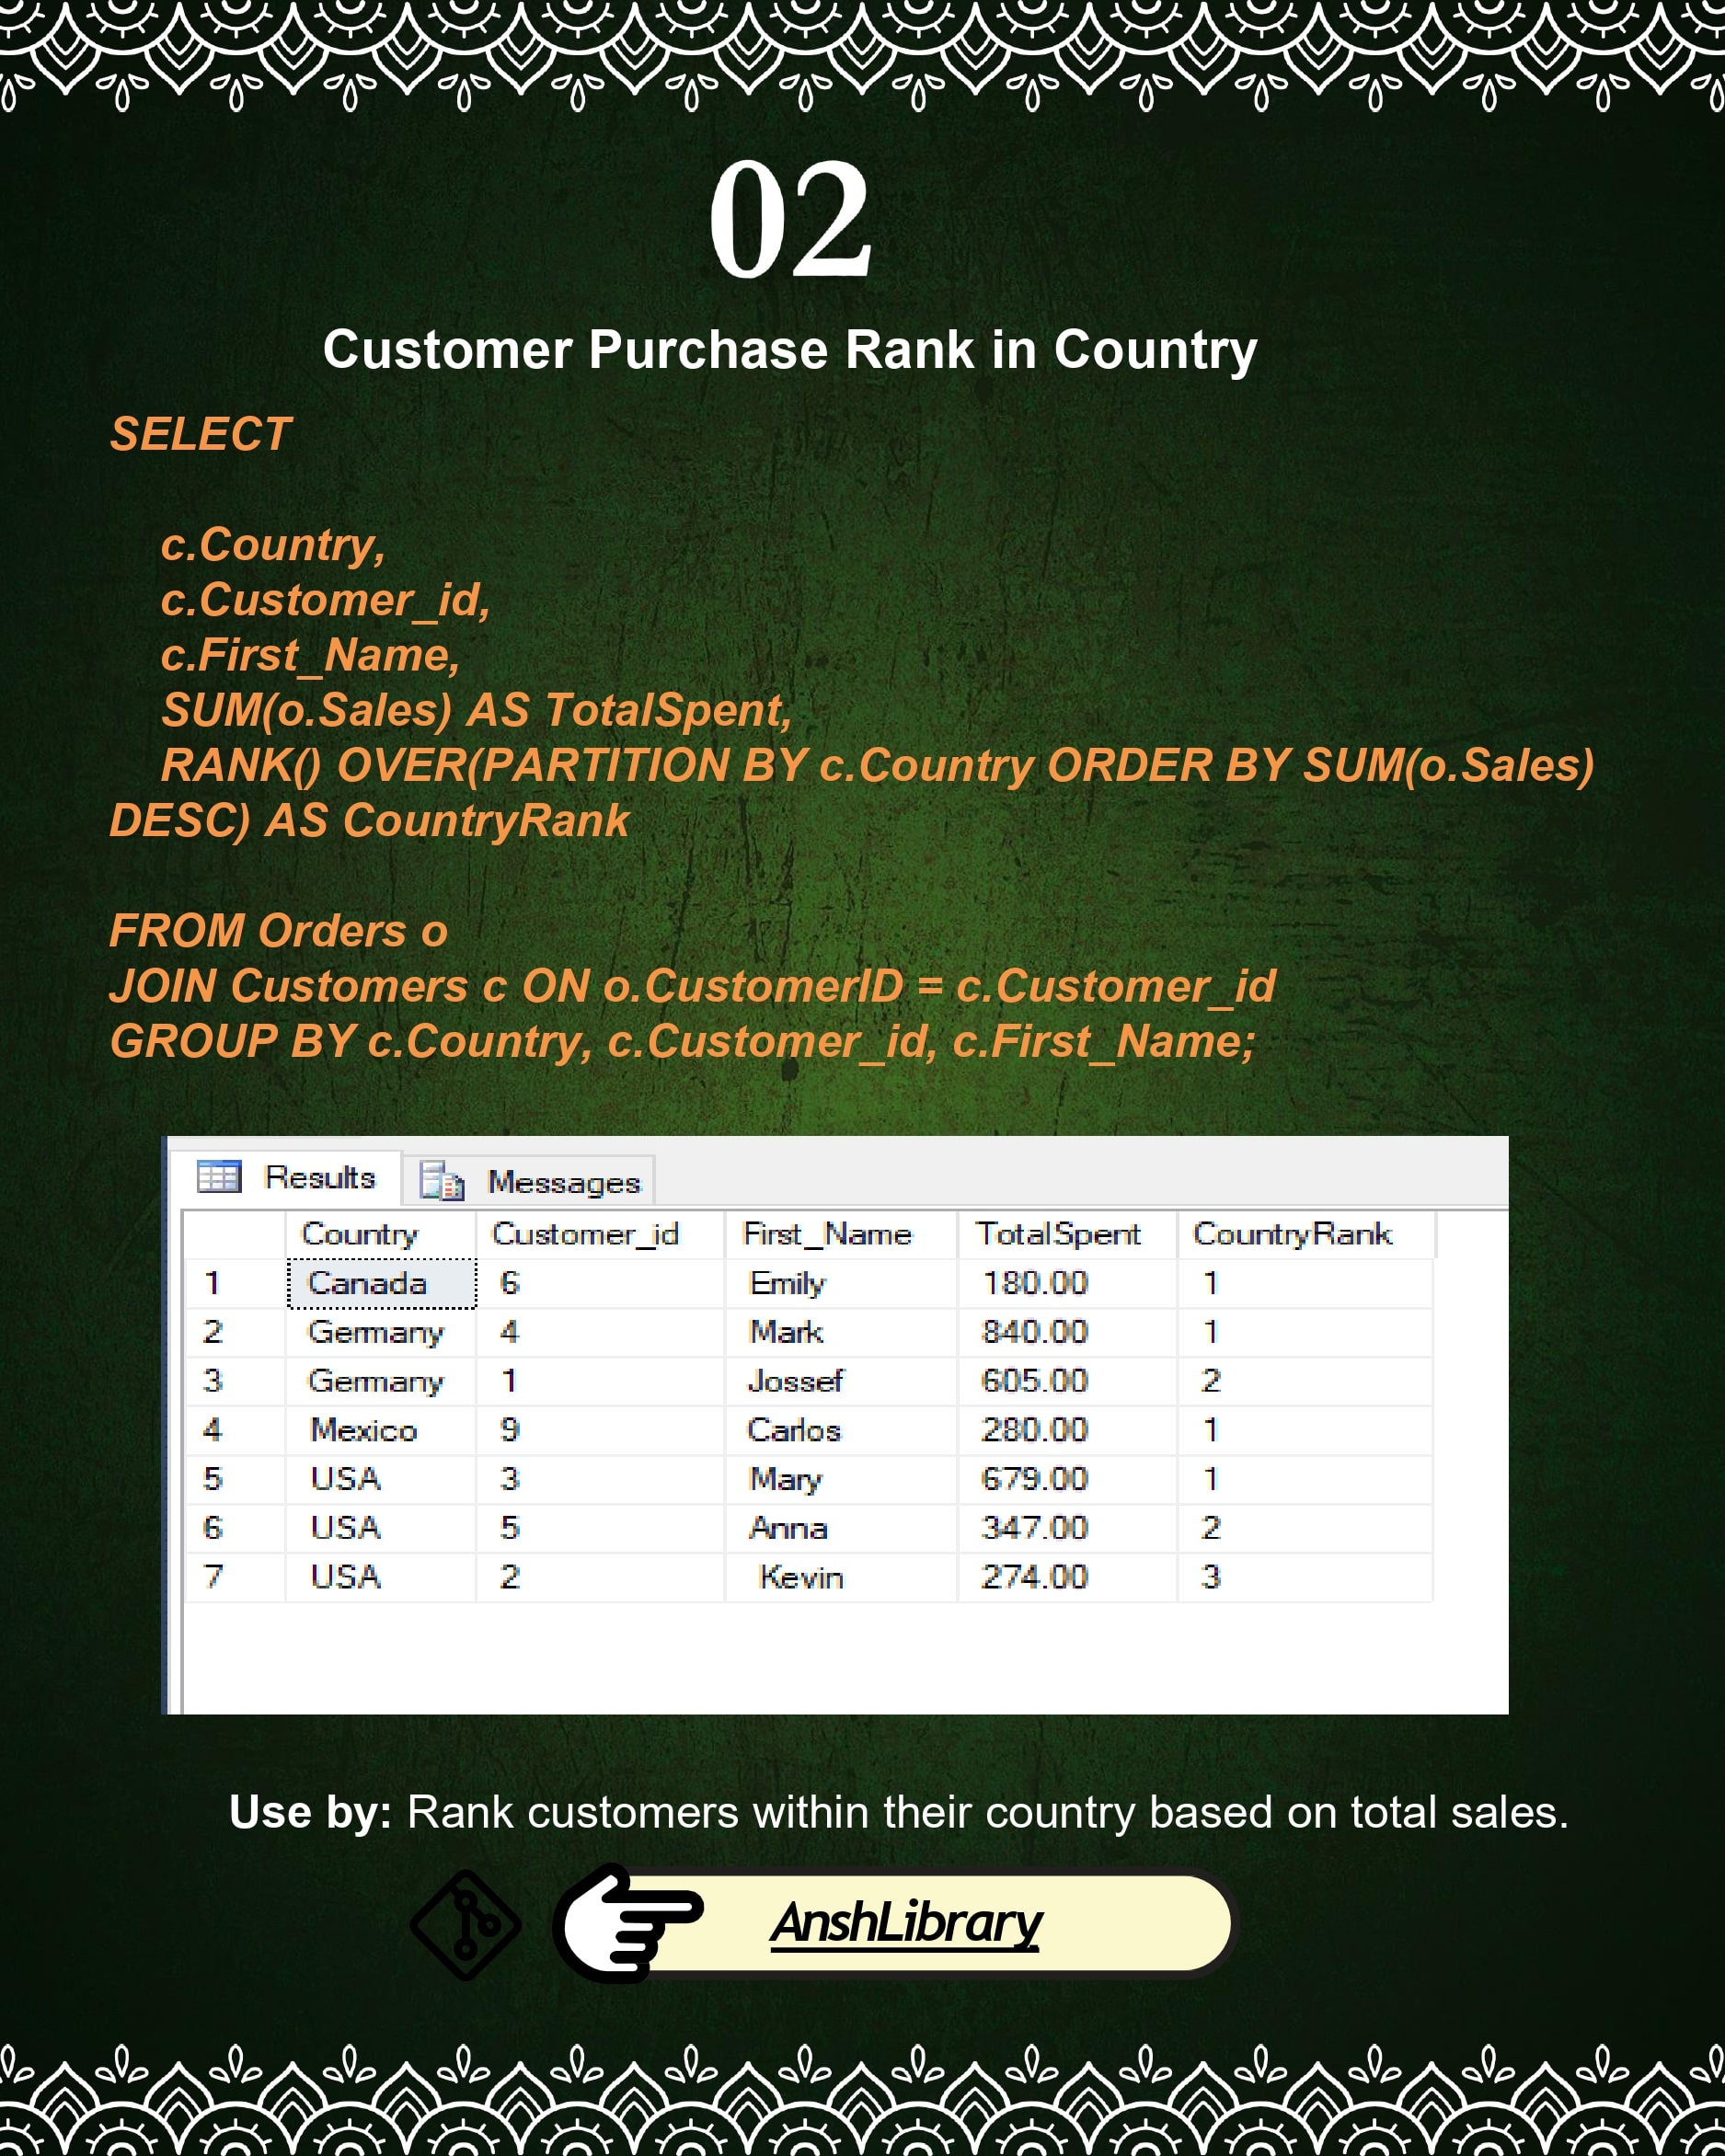 02
Customer Purchase Rank in Country
SELECT
c.Country,
c.Customer_id,
c.First_Name,
SUM(o.Sales) AS TotalSpent,
RANK() OVER(PARTITION BY c.Country ORDER BY SUM(o.Sales)
DESC) AS CountryRank
FROM Orders o
JOIN Customers c ON o.CustomerID = c.Customer_id
GROUP BY c.Country, c.Customer_id, c.First_Name;
Results Messages
Country Customer_id First_Name TotalSpent CountryRank
1 Canada 6 Emily 180.00 1
2 Germany 4 Mark 840.00 1
3 Germany 1 Jossef 605.00 2
4 Mexico 9 Carlos 280.00 1
5 USA 3 Mary 679.00 1
6 USA 5 Anna 347.00 2
7 USA 2 Kevin 274.00 3
Use by: Rank customers within their country based on total sales.
AnshLibrary